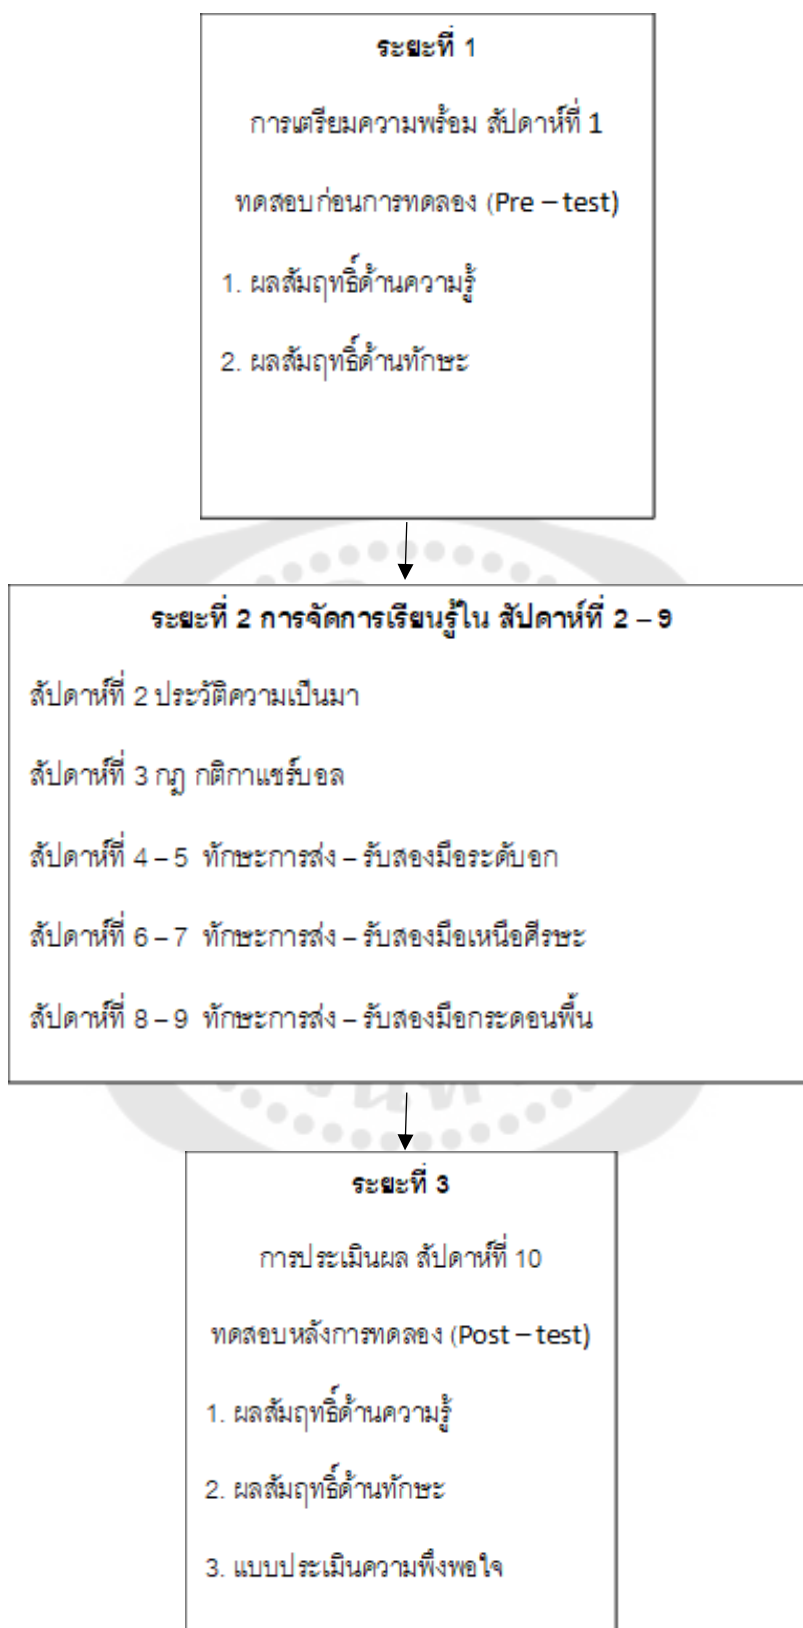 ระยะที่ 1
การเตรียมความพร้อม สัปดาห์ที่ 1
ทดสอบก่อนการทดลอง (Pre – test)
1. ผลสัมฤทธิ์ด้านความรู้
2. ผลสัมฤทธิ์ด้านทักษะ
ระยะที่ 2 การจัดการเรียนรู้ใน สัปดาห์ที่ 2 – 9
สัปดาห์ที่ 2 ประวัติความเป็นมา
สัปดาห์ที่ 3 กฎ กติกาแชร์บอล
สัปดาห์ที่ 4 – 5 ทักษะการส่ง – รับสองมือระดับอก
สัปดาห์ที่ 6 – 7 ทักษะการส่ง – รับสองมือเหนือศีรษะ
สัปดาห์ที่ 8 – 9 ทักษะการส่ง – รับสองมือกระดอนพื้น
ระยะที่ 3
การประเมินผล สัปดาห์ที่ 10
ทดสอบหลังการทดลอง (Post – test)
1. ผลสัมฤทธิ์ด้านความรู้
2. ผลสัมฤทธิ์ด้านทักษะ
3. แบบประเมินความพึงพอใจ